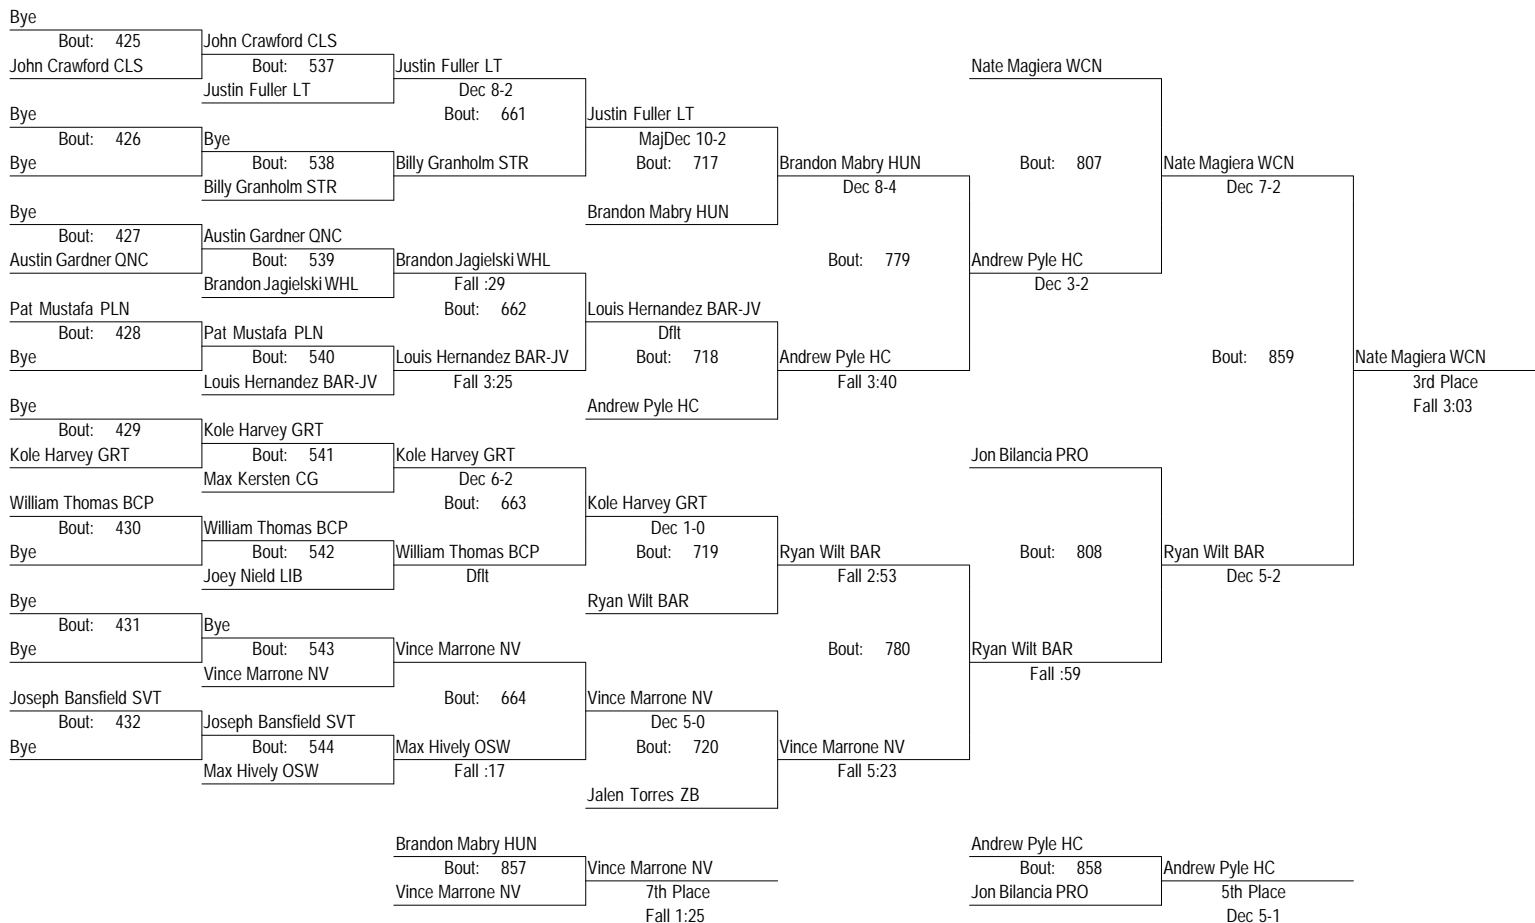 Bye
Bout: 425
John Crawford CLS
John Crawford CLS
Bout: 537
Justin Fuller LT
Justin Fuller LT
Dec 8-2
Bout: 661
Bye
Bout: 426
Bye
Bye
Bout: 538
Billy Granholm STR
Billy Granholm STR
Justin Fuller LT
MajDec 10-2
Bout: 717
Brandon Mabry HUN
Brandon Mabry HUN
Dec 8-4
Bout: 779
Bye
Bout: 427
Austin Gardner QNC
Austin Gardner QNC
Bout: 539
Brandon Jagielski WHL
Brandon Jagielski WHL
Fall :29
Bout: 662
Pat Mustafa PLN
Bout: 428
Bye
Pat Mustafa PLN
Bout: 540
Louis Hernandez BAR-JV
Louis Hernandez BAR-JV
Fall 3:25
Louis Hernandez BAR-JV
Dflt
Bout: 718
Andrew Pyle HC
Andrew Pyle HC
Fall 3:40
Nate Magiera WCN
Bout: 807
Andrew Pyle HC
Dec 3-2
Nate Magiera WCN
Dec 7-2
Bout: 859
Nate Magiera WCN
3rd Place
Fall 3:03
Bye
Bout: 429
Kole Harvey GRT
Kole Harvey GRT
Bout: 541
Max Kersten CG
Kole Harvey GRT
Dec 6-2
Bout: 663
William Thomas BCP
Bout: 430
Bye
William Thomas BCP
Bout: 542
Joey Nield LIB
William Thomas BCP
Dflt
Kole Harvey GRT
Dec 1-0
Bout: 719
Ryan Wilt BAR
Ryan Wilt BAR
Fall 2:53
Bout: 780
Bye
Bout: 431
Bye
Bye
Bout: 543
Vince Marrone NV
Vince Marrone NV
Bout: 664
Joseph Bansfield SVT
Bout: 432
Bye
Joseph Bansfield SVT
Bout: 544
Max Hively OSW
Max Hively OSW
Fall :17
Vince Marrone NV
Dec 5-0
Bout: 720
Jalen Torres ZB
Vince Marrone NV
Fall 5:23
Jon Bilancia PRO
Bout: 808
Ryan Wilt BAR
Fall :59
Ryan Wilt BAR
Dec 5-2
Brandon Mabry HUN
Bout: 857
Vince Marrone NV
Vince Marrone NV
7th Place
Fall 1:25
Andrew Pyle HC
Bout: 858
Jon Bilancia PRO
Andrew Pyle HC
5th Place
Dec 5-1